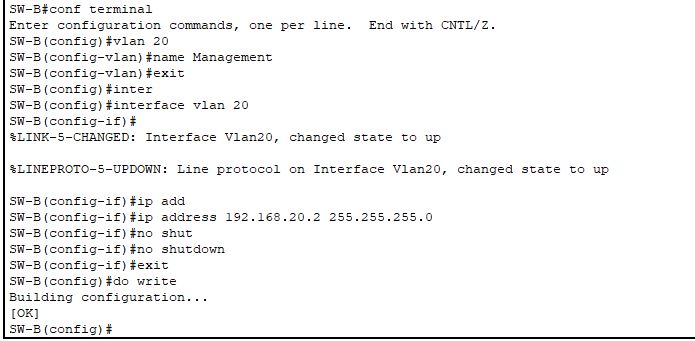 SW-B#conf terminal
Enter configuration commands, one per line.  End with CNTL/Z.
SW-B(config)#vlan 20
SW-B(config-vlan)#name Management
SW-B(config-vlan)#exit
SW-B(config)#inter
SW-B(config)#interface vlan 20
SW-B(config-if)#
%LINK-5-CHANGED: Interface Vlan20, changed state to up
%LINEPROTO-5-UPDOWN: Line protocol on Interface Vlan20, changed state to up
SW-B(config-if)#ip add
SW-B(config-if)#ip address 192.168.20.2 255.255.255.0
SW-B(config-if)#no shut
SW-B(config-if)#no shutdown
SW-B(config-if)#exit
SW-B(config)#do write
Building configuration...
[OK]
SW-B(config)#